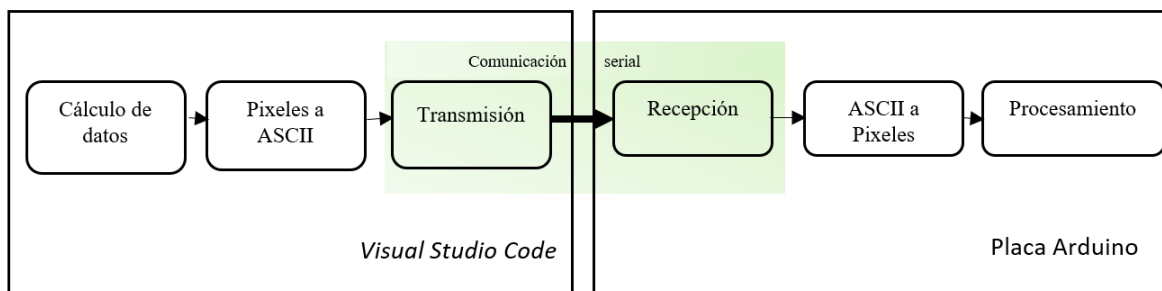 Comunicación serial
Cálculo de
datos
Pixeles a
ASCII
Transmisión
Recepción
ASCII a
Pixeles
Procesamiento
Visual Studio Code
Placa Arduino